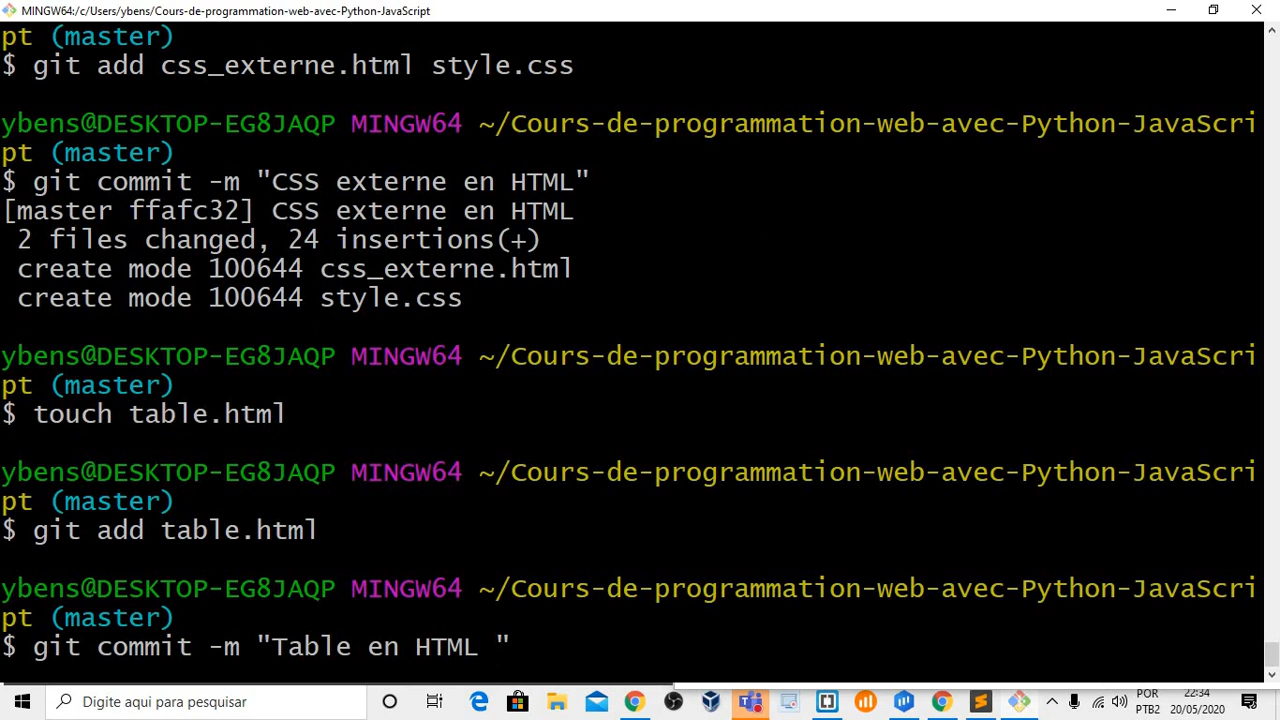 MINGW64:/c/Users/ybens/Cours-de-programmation-web-avec-Python-JavaScript
pt (master)
$ git add css_externe.html style.css
ybens@DESKTOP-EG8JAQP MINGW64 ~/Cours-de-programmation-web-avec-Python-JavaScri
pt (master)
$ git commit -m "CSS externe en HTML"
[master ffafc32] CSS externe en HTML
 2 files changed, 24 insertions(+)
 create mode 100644 css_externe.html
 create mode 100644 style.css
ybens@DESKTOP-EG8JAQP MINGW64 ~/Cours-de-programmation-web-avec-Python-JavaScri
pt (master)
$ touch table.html
ybens@DESKTOP-EG8JAQP MINGW64 ~/Cours-de-programmation-web-avec-Python-JavaScri
pt (master)
$ git add table.html
ybens@DESKTOP-EG8JAQP MINGW64 ~/Cours-de-programmation-web-avec-Python-JavaScri
pt (master)
$ git commit -m "Table en HTML "
Digite aqui para pesquisar
POR 22:34
PTB2 20/05/2020